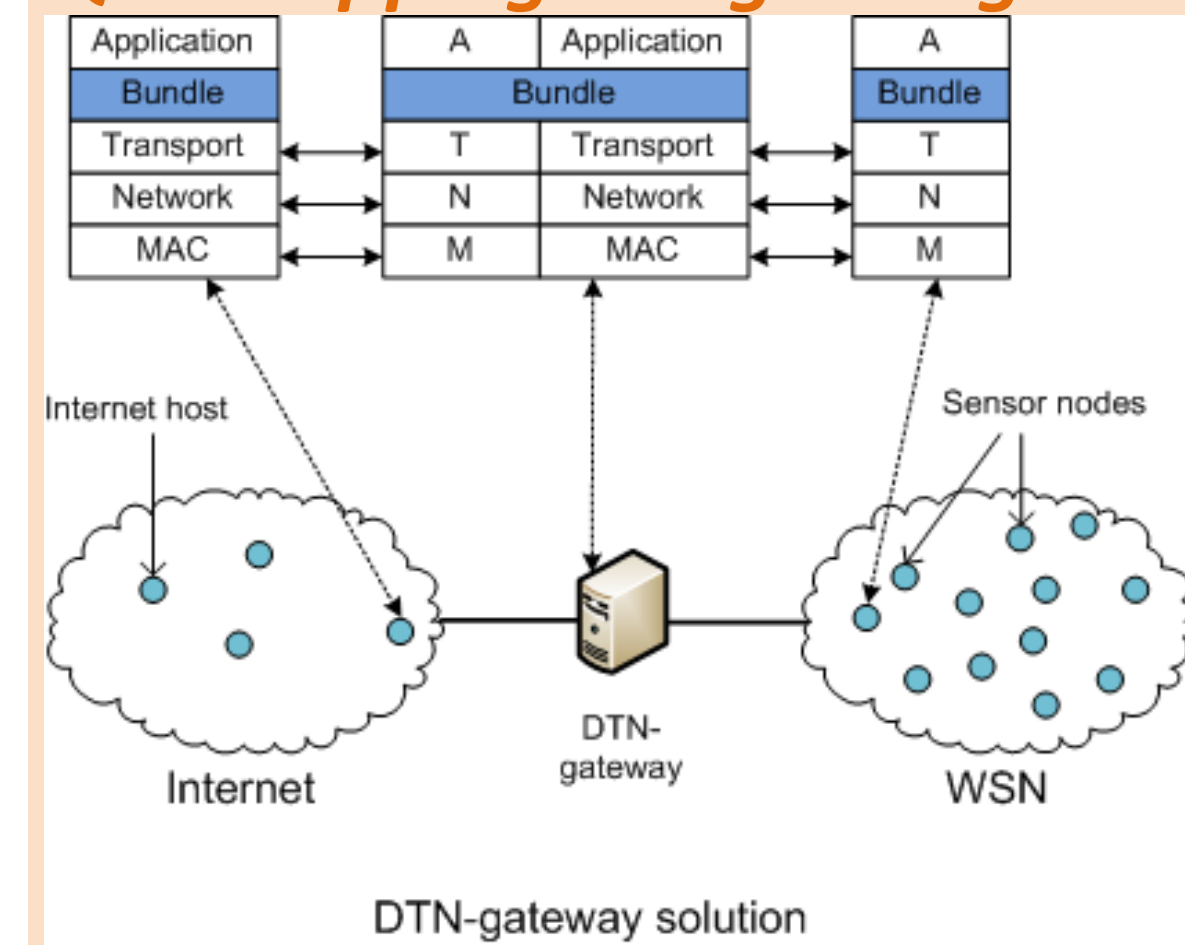 Application A Application A
Bundle Bundle Bundle
Transport T Transport T
Network N Network N
MAC M MAC M
Internet host
Sensor nodes
DTN-
gateway
Internet
WSN
DTN-gateway solution